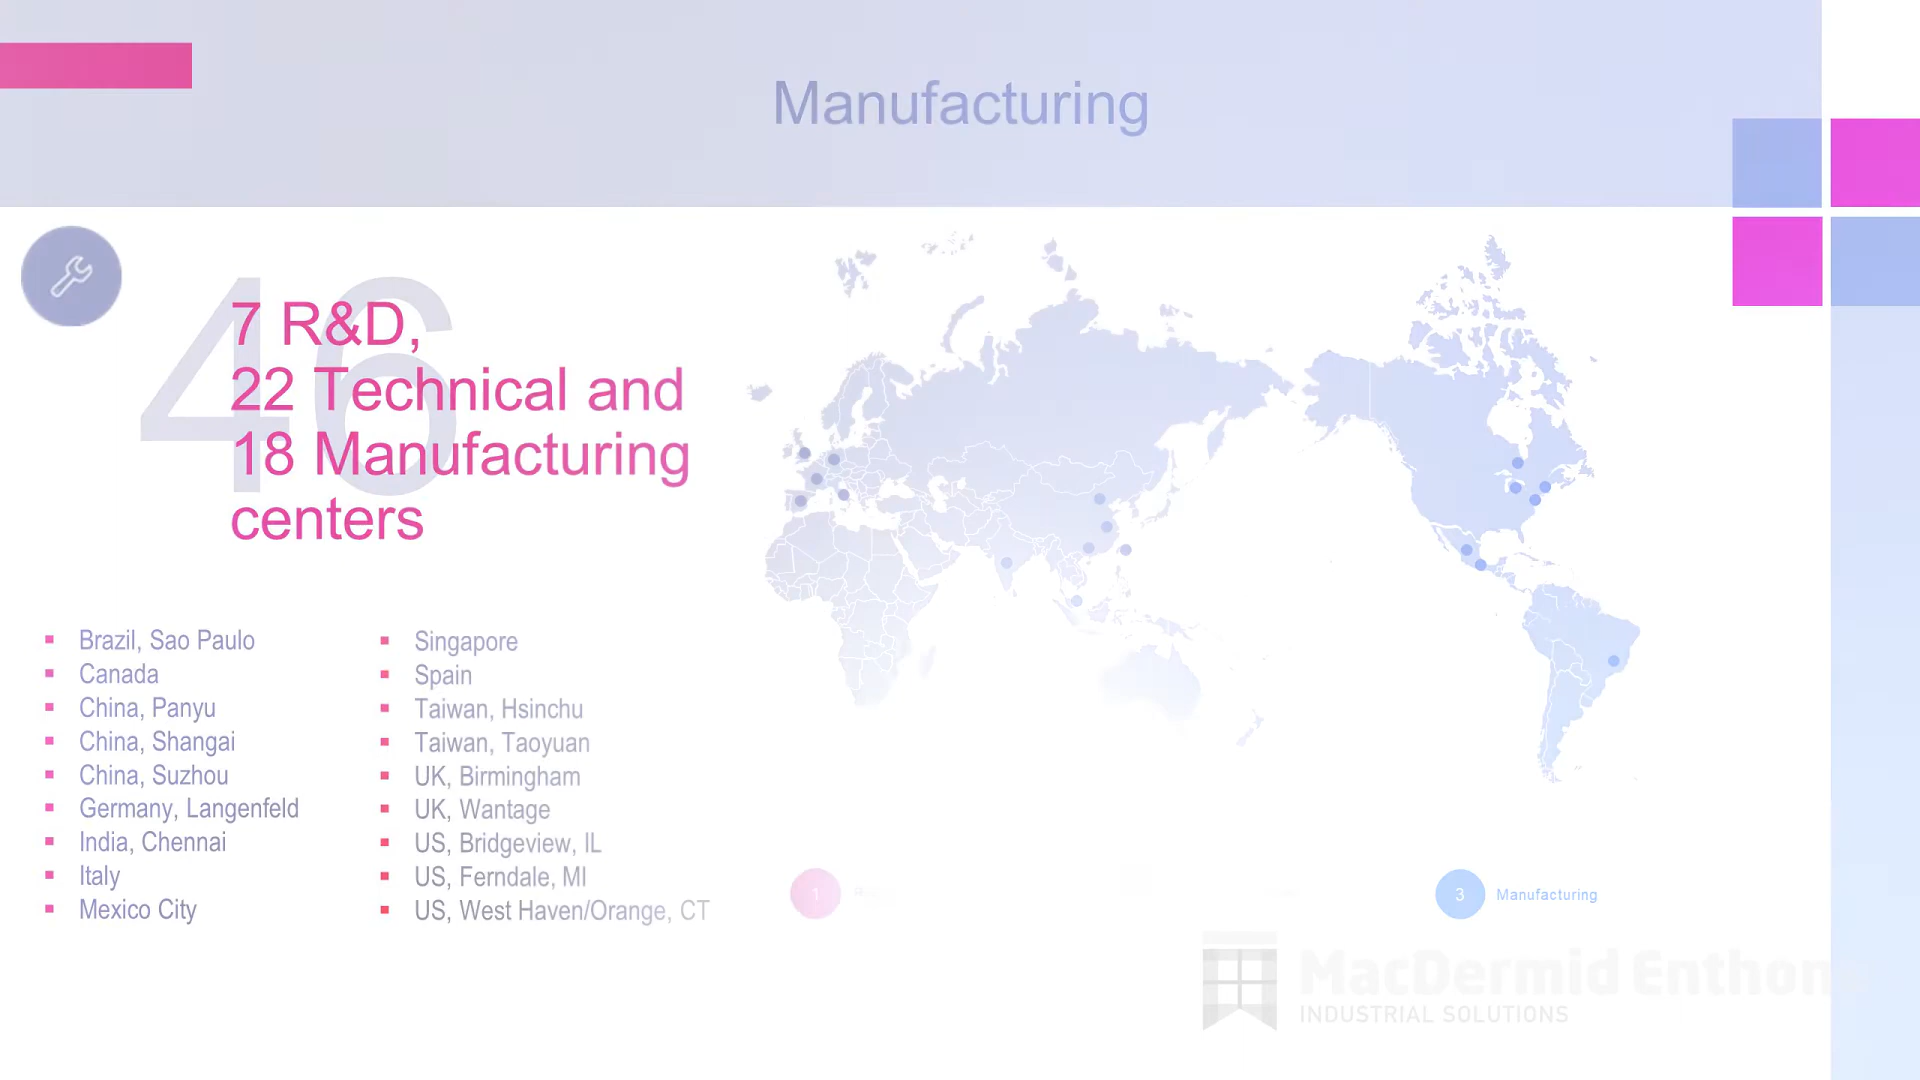 Manufacturing
46
7 R&D,
22 Technical and
18 Manufacturing
centers
Brazil, Sao Paulo
Canada
China, Panyu
China, Shangai
China, Suzhou
Germany, Langenfeld
India, Chennai
Italy
Mexico City
Singapore
Spain
Taiwan, Hsinchu
Taiwan, Taoyuan
UK, Birmingham
UK, Wantage
US, Bridgeview, IL
US, Ferndale, MI
US, West Haven/Orange, CT
1
3 Manufacturing
MacDermid Enthone
INDUSTRIAL SOLUTIONS